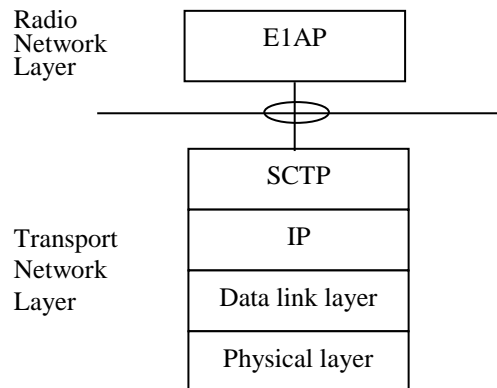 Radio
Network
Layer
E1AP
SCTP
Transport
Network
Layer
IP
Data link layer
Physical layer